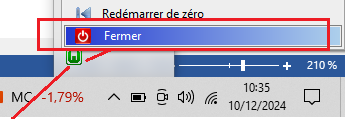 Redémarrer de zéro
Fermer
H
210 %
MC -1,79%
10:35
10/12/2024